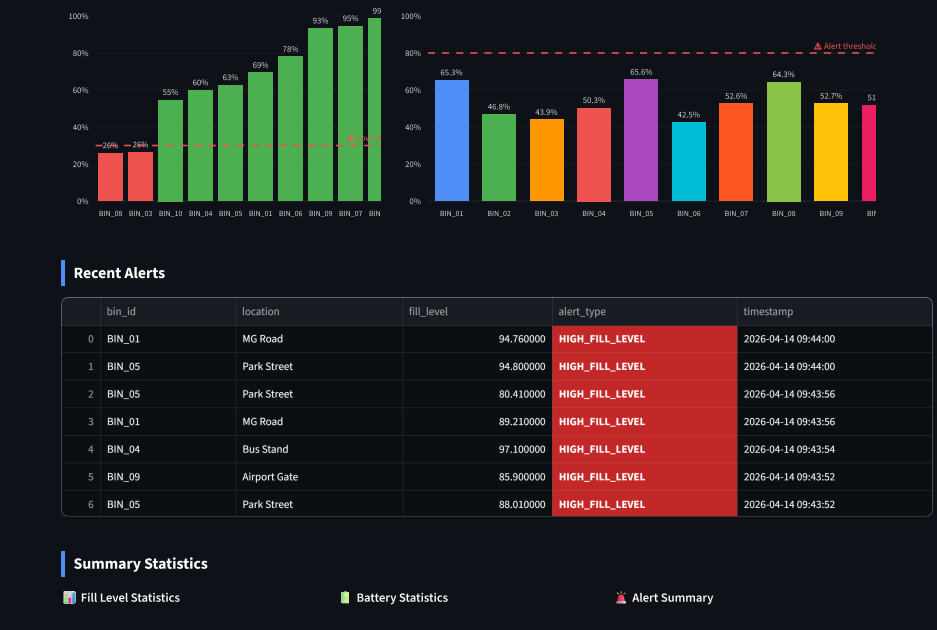 100%
80%
60%
40%
20%
0%
26%
26%
55%
60%
63%
69%
78%
93%
95%
99
BIN_08 BIN_03 BIN_10 BIN_04 BIN_05 BIN_01 BIN_06 BIN_09 BIN_07 BIN
100%
80%
60%
40%
20%
0%
Alert threshold
65.3%
46.8%
43.9%
50.3%
65.6%
42.5%
52.6%
64.3%
52.7%
51
BIN_01 BIN_02 BIN_03 BIN_04 BIN_05 BIN_06 BIN_07 BIN_08 BIN_09
Recent Alerts
bin_id location fill_level alert_type timestamp
0 BIN_01 MG Road 94.760000 HIGH_FILL_LEVEL 2026-04-14 09:44:00
1 BIN_05 Park Street 94.800000 HIGH_FILL_LEVEL 2026-04-14 09:44:00
2 BIN_05 Park Street 80.410000 HIGH_FILL_LEVEL 2026-04-14 09:43:56
3 BIN_01 MG Road 89.210000 HIGH_FILL_LEVEL 2026-04-14 09:43:56
4 BIN_04 Bus Stand 97.100000 HIGH_FILL_LEVEL 2026-04-14 09:43:54
5 BIN_09 Airport Gate 85.900000 HIGH_FILL_LEVEL 2026-04-14 09:43:52
6 BIN_05 Park Street 88.010000 HIGH_FILL_LEVEL 2026-04-14 09:43:52
Summary Statistics
Fill Level Statistics
Battery Statistics
Alert Summary